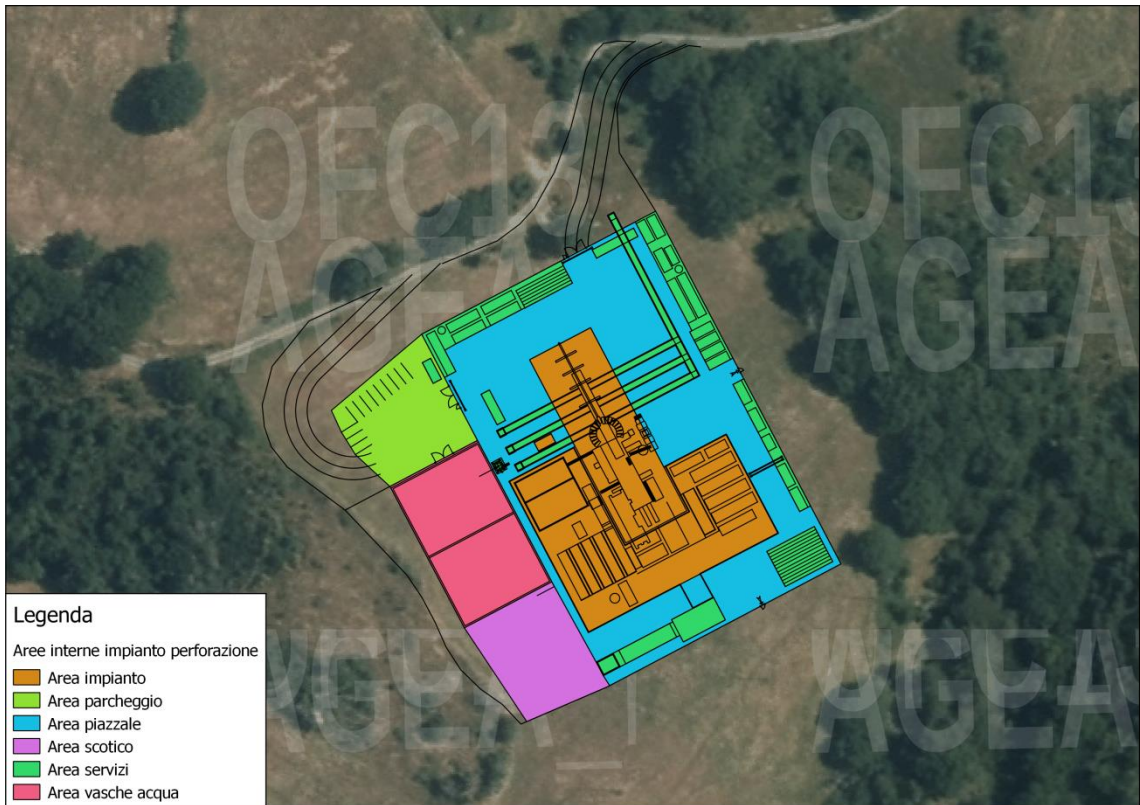 OFC13
AGEA
OFC13
AGEA
AGEA
AGEA
Legenda
Aree interne impianto perforazione
Area impianto
Area parcheggio
Area piazzale
Area scotico
Area servizi
Area vasche acqua